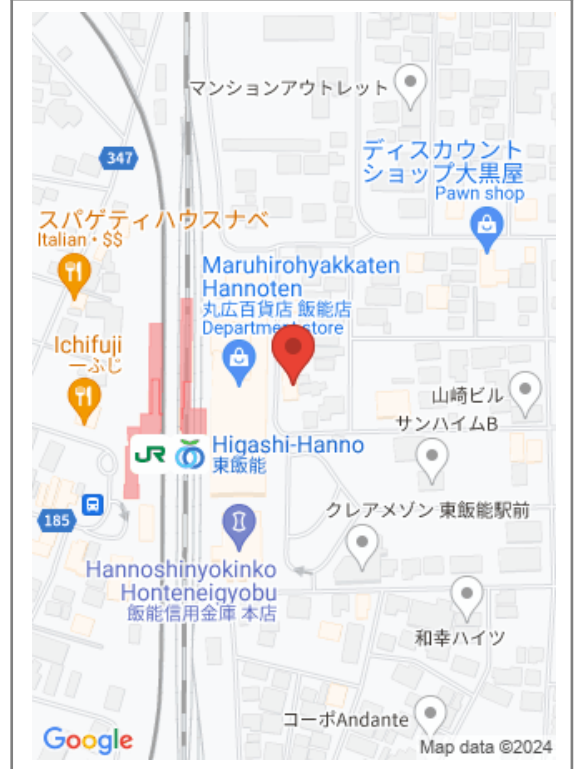 マンションアウトレット
347
ディスカウント
ショップ大黒屋
Pawn shop
スパゲティハウスナベ
Italian・$$
Maruhirohyakkaten
Hannoten
丸広百貨店 飯能店
Department store
Ichifuji
一ふじ
山崎ビル
サンハイムB
JR
Higashi-Hanno
東飯能
185
クレアメゾン 東飯能駅前
Hannoshinyokinko
Honteneigyobu
飯能信用金庫 本店
和幸ハイツ
コーポAndante
Google
Map data ©2024